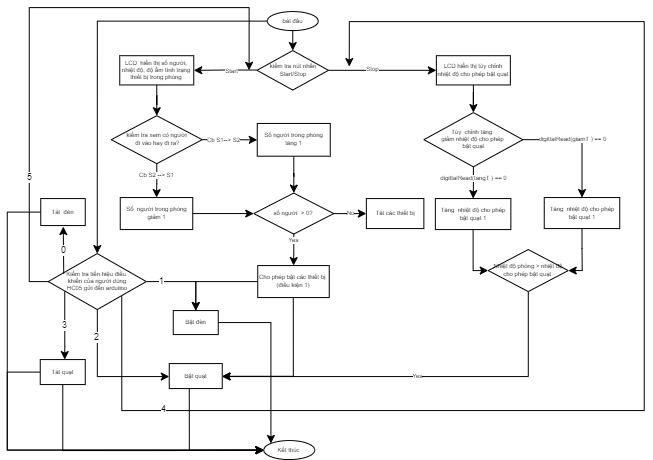 bắt đầu
LCD hiển thị số người,
nhiệt độ, độ ẩm tình trạng
thiết bị trong phòng
Start
kiểm tra nút nhấn
Start/Stop
Stop
LCD hiển thị tùy chỉnh
nhiệt độ cho phép bật quạt
kiểm tra xem có người
đi vào hay đi ra?
Cb S1--> S2
Số người trong phòng
tăng 1
Tùy chỉnh tăng
giảm nhiệt độ cho phép
bật quạt
digitalRead(giamT) == 0
Cb S2 --> S1
digitalRead(tangT) == 0
5
Tắt đèn
Số người trong phòng
giảm 1
số người > 0?
No
Tắt các thiết bị
Tăng nhiệt độ cho phép
bật quạt 1
Tăng nhiệt độ cho phép
bật quạt 1
Yes
0
Kiểm tra tiến hiệu điều
khiển của người dùng
HC05 gửi đến arduino
1
Cho phép bật các thiết bị
(điều kiện 1)
Nhiệt độ phòng > nhiệt độ
cho phép bật quạt
3
2
Bật đèn
Tắt quạt
Bật quạt
Yes
4
Kết thúc